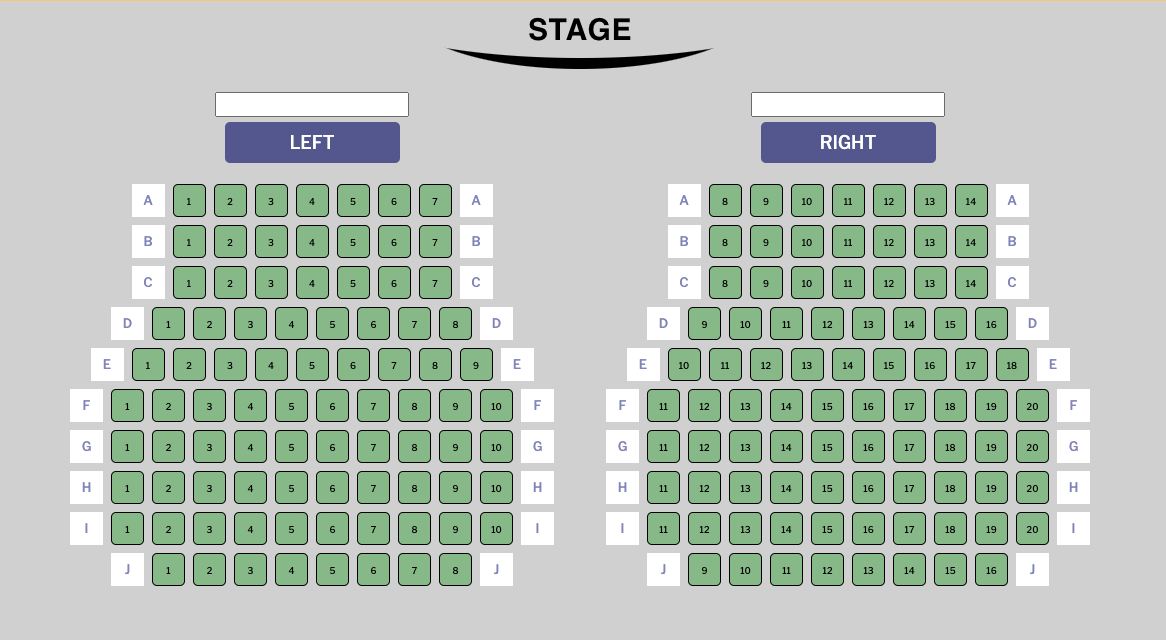 STAGE
LEFT RIGHT
A 1 2 3 4 5 6 7 A A 8 9 10 11 12 13 14 A
B 1 2 3 4 5 6 7 B B 8 9 10 11 12 13 14 B
C 1 2 3 4 5 6 7 C C 8 9 10 11 12 13 14 C
D 1 2 3 4 5 6 7 8 D D 9 10 11 12 13 14 15 16 D
E 1 2 3 4 5 6 7 8 9 E E 10 11 12 13 14 15 16 17 18 E
F 1 2 3 4 5 6 7 8 9 10 F F 11 12 13 14 15 16 17 18 19 20 F
G 1 2 3 4 5 6 7 8 9 10 G G 11 12 13 14 15 16 17 18 19 20 G
H 1 2 3 4 5 6 7 8 9 10 H H 11 12 13 14 15 16 17 18 19 20 H
I 1 2 3 4 5 6 7 8 9 10 I I 11 12 13 14 15 16 17 18 19 20 I
J 1 2 3 4 5 6 7 8 J J 9 10 11 12 13 14 15 16 J